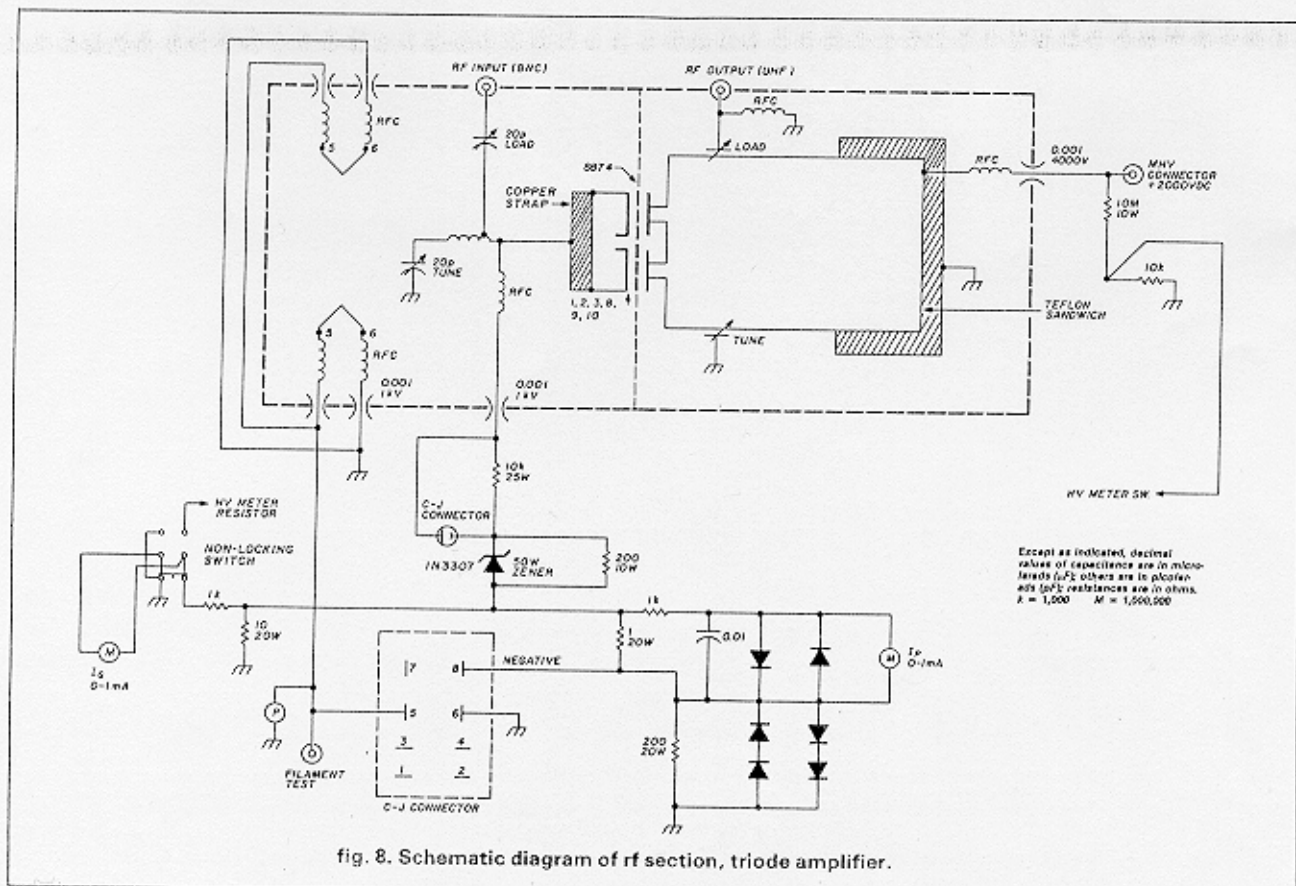 RF INPUT (BNC)
RF OUTPUT (UHF)
RFC
RFC
5
6
20p
LOAD
LOAD
8874
RFC
0.001
4000V
MHV
CONNECTOR
+2000VDC
COPPER
STRAP
10M
10W
20p
TUNE
RFC
10k
1, 2, 3, 8,
9, 10
TEFLON
SANDWICH
5
6
RFC
TUNE
0.001
1kV
0.001
1kV
10k
25W
HV METER
RESISTOR
C-J
CONNECTOR
HV METER SW.
NON-LOCKING
SWITCH
1N3307
50W
ZENER
200
10W
Except as indicated, decimal
values of capacitance are in micro-
farads (µF); others are in picofar-
ads (pF); resistances are in ohms.
k = 1,000 M = 1,000,000
1k
1k
10
20W
1
20W
0.01
M
Ig
0-1mA
7
8
NEGATIVE
M
Ip
0-1mA
P
5
6
3
4
200
20W
1
2
FILAMENT
TEST
C-J CONNECTOR
fig. 8. Schematic diagram of rf section, triode amplifier.